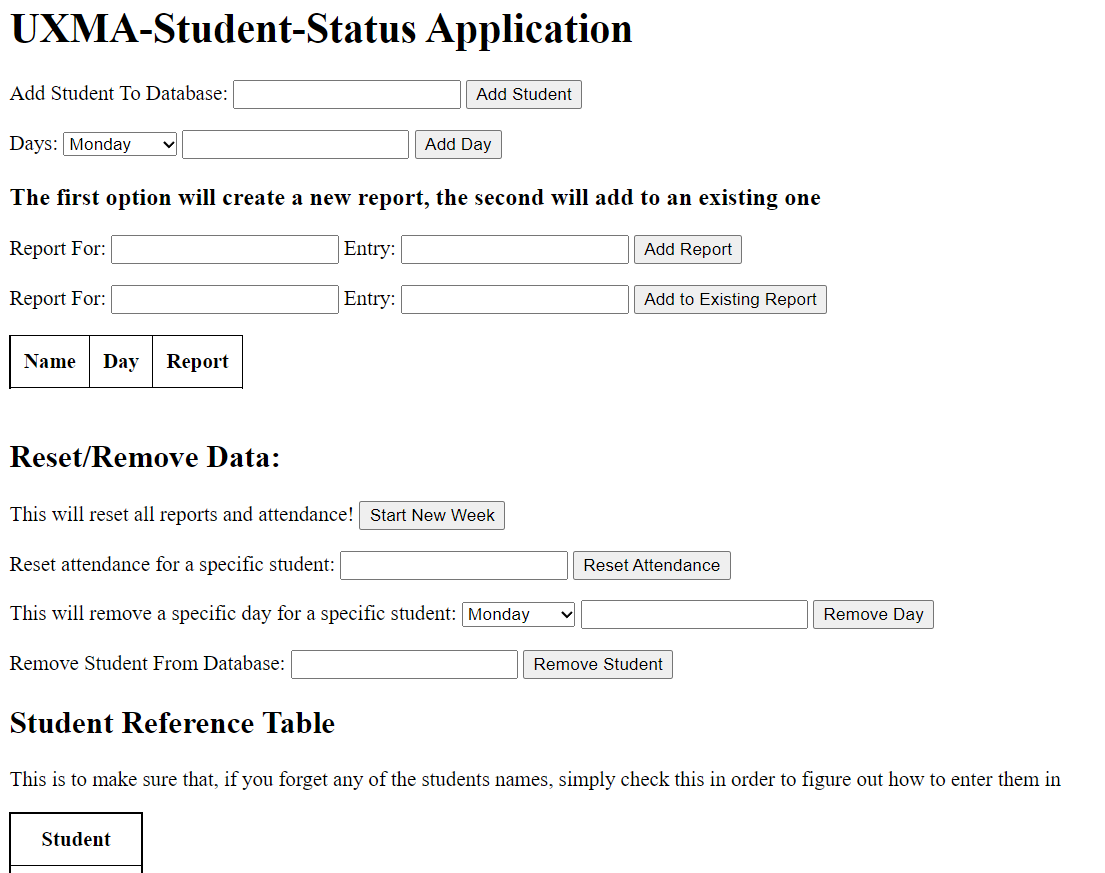 UXMA-Student-Status Application
Add Student To Database: Add Student
Days: Monday Add Day
The first option will create a new report, the second will add to an existing one
Report For: Entry: Add Report
Report For: Entry: Add to Existing Report
Name Day Report
Reset/Remove Data:
This will reset all reports and attendance! Start New Week
Reset attendance for a specific student: Reset Attendance
This will remove a specific day for a specific student: Monday Remove Day
Remove Student From Database: Remove Student
Student Reference Table
This is to make sure that, if you forget any of the students names, simply check this in order to figure out how to enter them in
Student